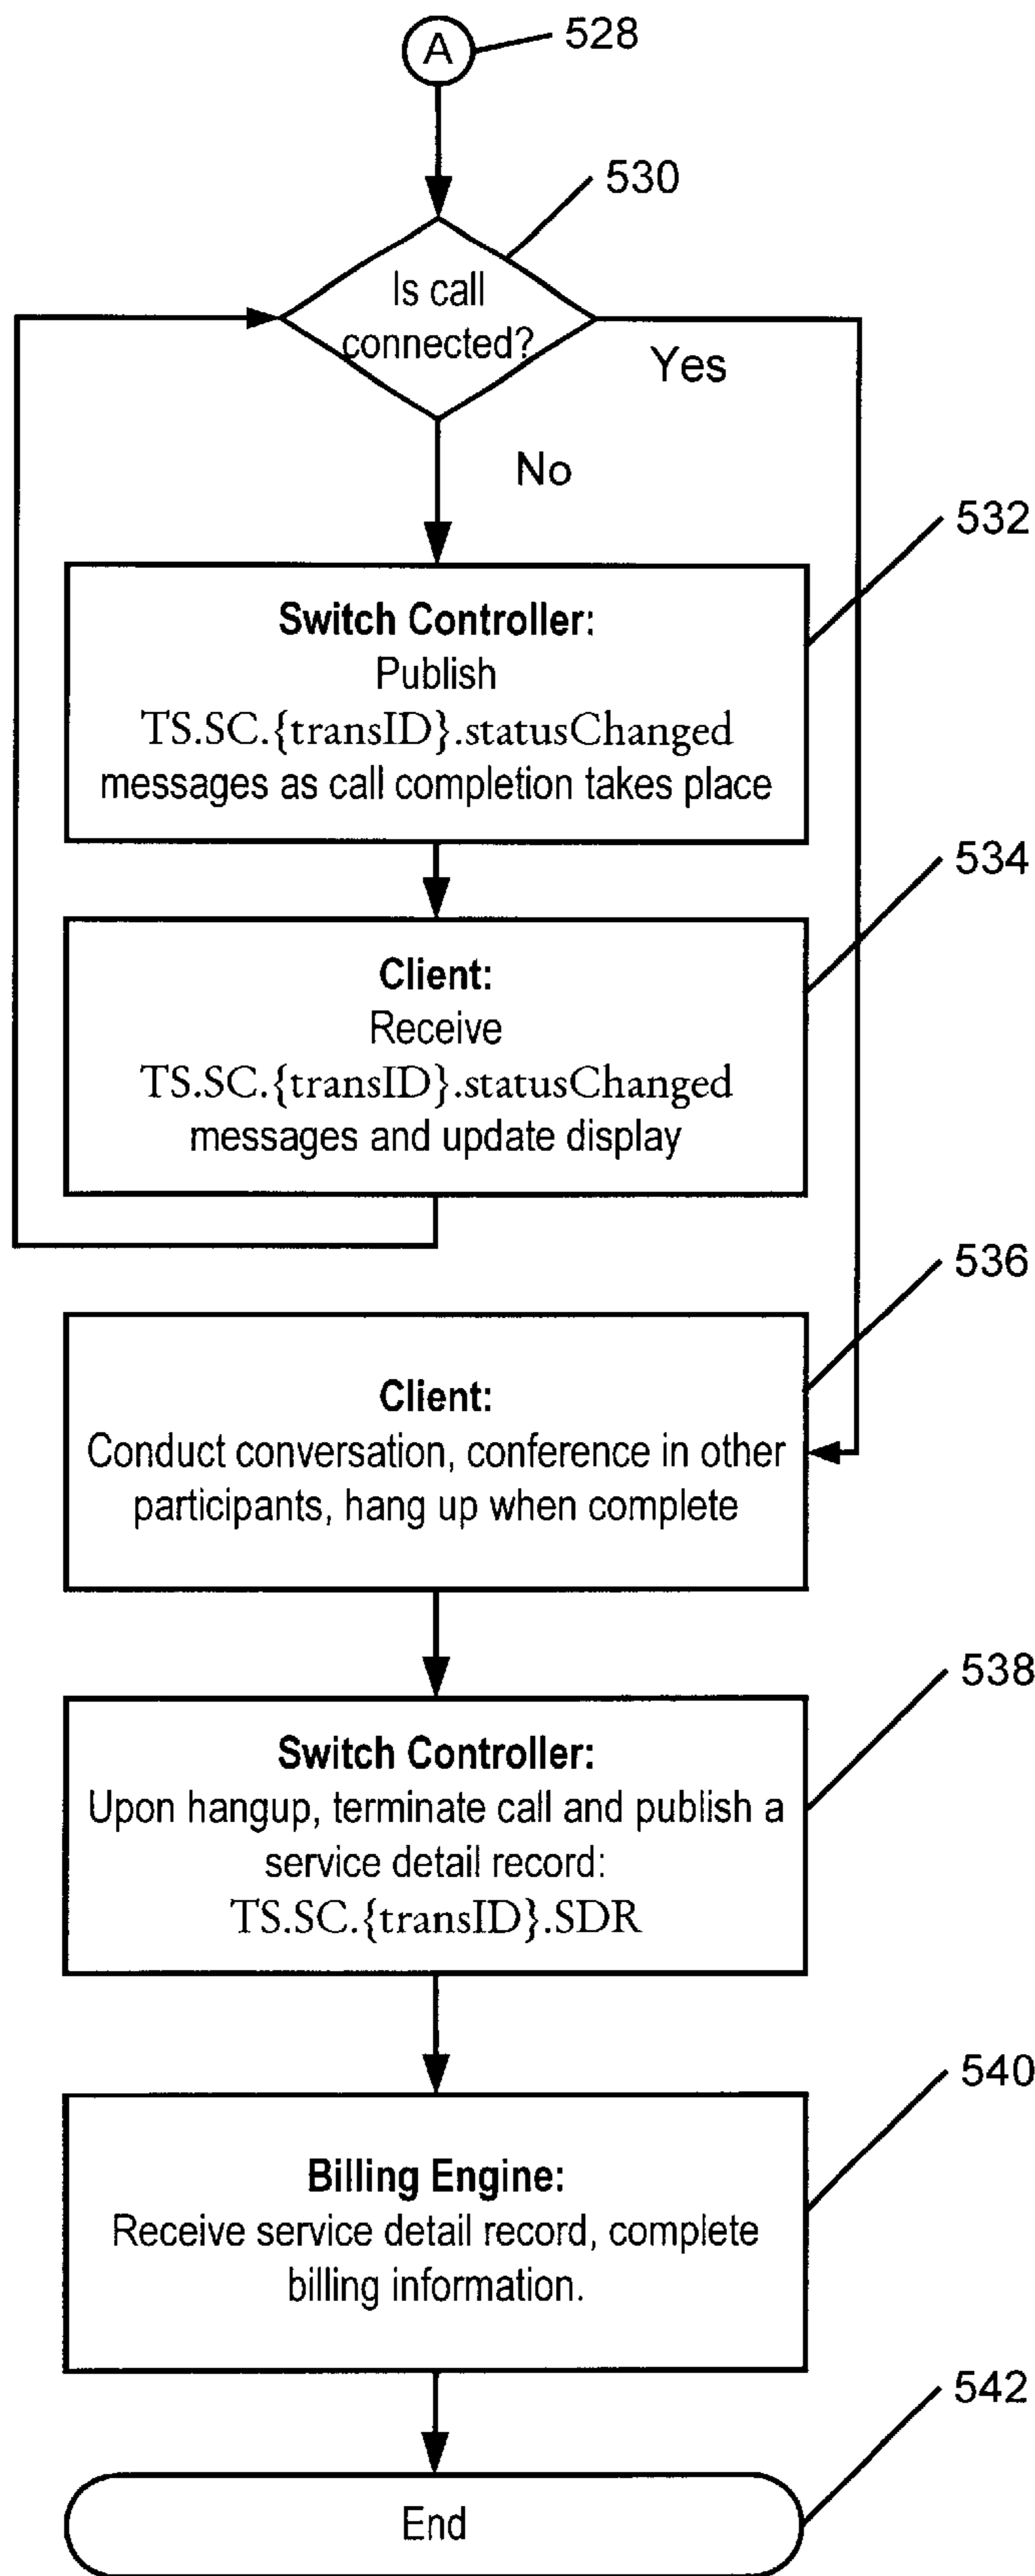 A
528
530
Is call
connected?
Yes
No
532
Switch Controller:
Publish
TS.SC.{transID}.statusChanged
messages as call completion takes place
534
Client:
Receive
TS.SC.{transID}.statusChanged
messages and update display
536
Client:
Conduct conversation, conference in other
participants, hang up when complete
538
Switch Controller:
Upon hangup, terminate call and publish a
service detail record:
TS.SC.{transID}.SDR
540
Billing Engine:
Receive service detail record, complete
billing information.
542
End